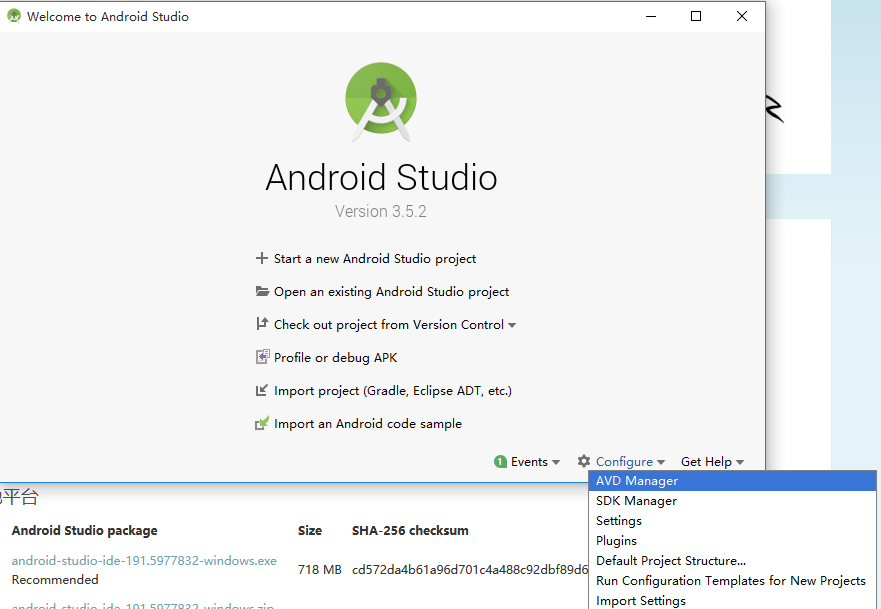 Welcome to Android Studio
Android Studio
Version 3.5.2
Start a new Android Studio project
Open an existing Android Studio project
Check out project from Version Control
Profile or debug APK
Import project (Gradle, Eclipse ADT, etc.)
Import an Android code sample
1 Events Configure Get Help
AVD Manager
SDK Manager
Settings
Plugins
Default Project Structure...
Run Configuration Templates for New Projects
Import Settings
平台
Android Studio package Size SHA-256 checksum
android-studio-ide-191.5977832-windows.exe
Recommended
718 MB cd572da4b61a96d701c4a488c92dbf89d6
android-studio-ide-191.5977832-windows.zip